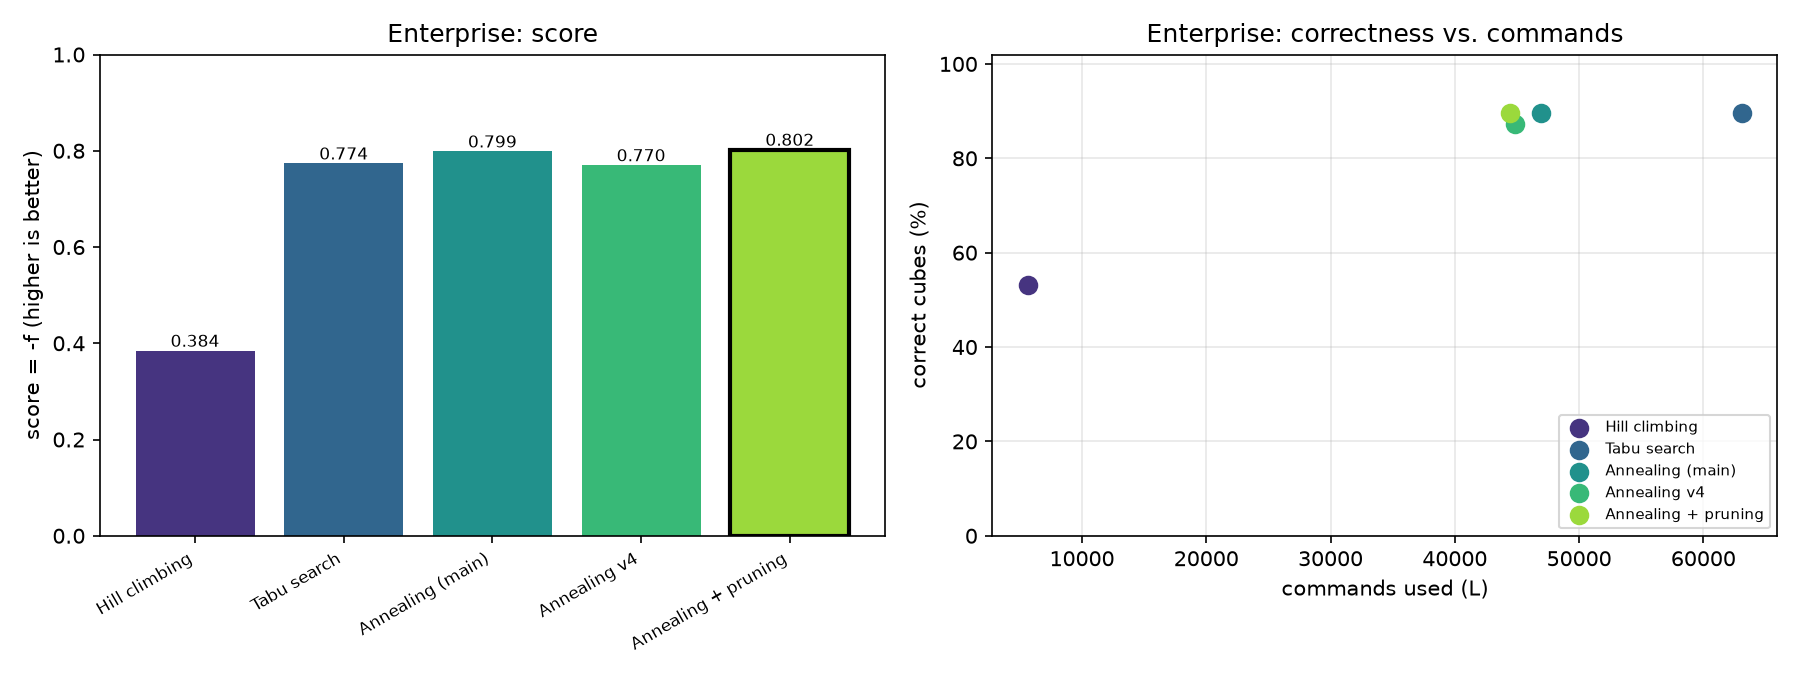 Enterprise: score
score = -f (higher is better)
1.0
0.8
0.6
0.4
0.2
0.0
0.384
0.774
0.799
0.770
0.802
Hill climbing
Tabu search
Annealing (main)
Annealing v4
Annealing + pruning
Enterprise: correctness vs. commands
correct cubes (%)
100
80
60
40
20
0
10000
20000
30000
40000
50000
60000
commands used (L)
Hill climbing
Tabu search
Annealing (main)
Annealing v4
Annealing + pruning